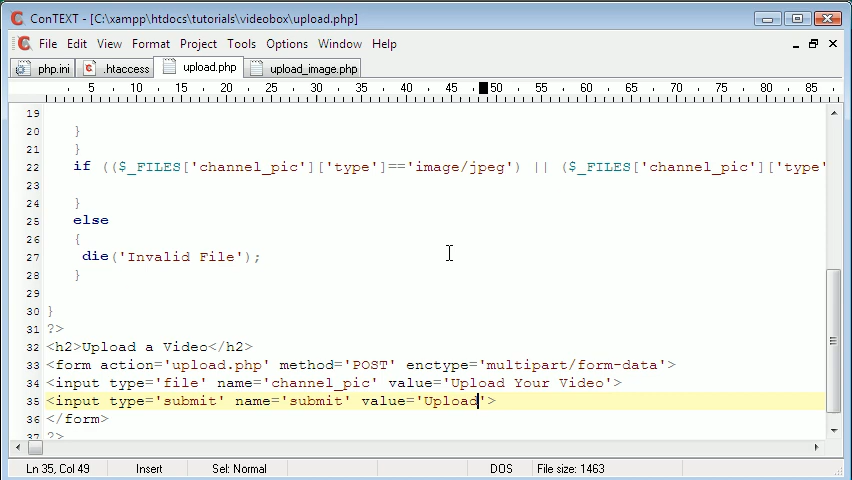 ConTEXT - [C:\xampp\htdocs\tutorials\videobox\upload.php]
File Edit View Format Project Tools Options Window Help
php.ini .htaccess upload.php upload_image.php
5 10 15 20 25 30 35 40 45 50 55 60 65 70 75 80 85
19
20 }
21 }
22 if (($_FILES['channel_pic']['type']=='image/jpeg') || ($_FILES['channel_pic']['type'
23
24 }
25 else
26 {
27 die('Invalid File');
28 }
29
30 }
31 ?>
32 <h2>Upload a Video</h2>
33 <form action='upload.php' method='POST' enctype='multipart/form-data'>
34 <input type='file' name='channel_pic' value='Upload Your Video'>
35 <input type='submit' name='submit' value='Upload'>
36 </form>
37 ?>
Ln 35, Col 49 Insert Sel: Normal DOS File size: 1463